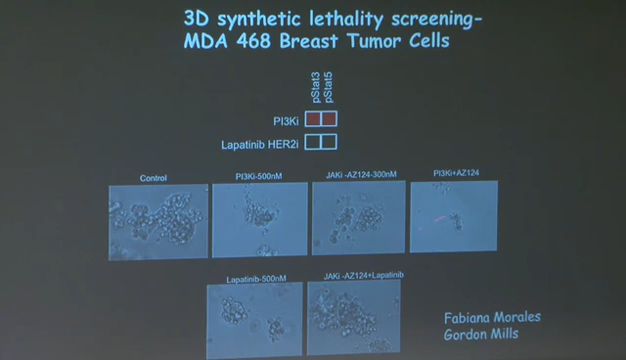 3D synthetic lethality screening-
MDA 468 Breast Tumor Cells
pStat3
pStat5
PI3Ki
Lapatinib HER2i
Control
PI3Ki-500nM
JAKi -AZ124-300nM
PI3Ki+AZ124
Lapatinib-500nM
JAKi -AZ124+Lapatinib
Fabiana Morales
Gordon Mills